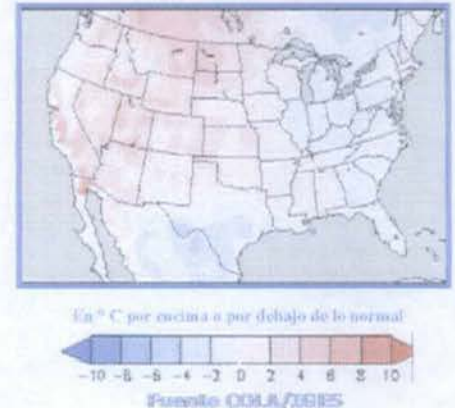 En ° C por encima o por debajo de lo normal
-10 -8 -6 -4 -2 0 2 4 6 8 10
Fuente COLA/IGES